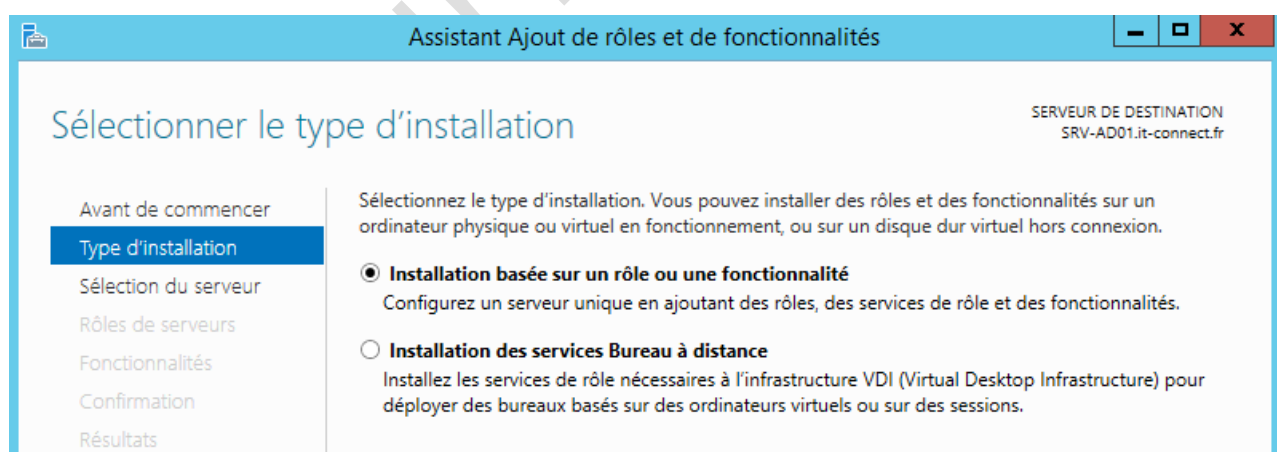 Assistant Ajout de rôles et de fonctionnalités
Sélectionner le type d'installation
SERVEUR DE DESTINATION
SRV-AD01.it-connect.fr
Avant de commencer
Type d'installation
Sélection du serveur
Rôles de serveurs
Fonctionnalités
Confirmation
Résultats
Sélectionnez le type d'installation. Vous pouvez installer des rôles et des fonctionnalités sur un
ordinateur physique ou virtuel en fonctionnement, ou sur un disque dur virtuel hors connexion.
Installation basée sur un rôle ou une fonctionnalité
Configurez un serveur unique en ajoutant des rôles, des services de rôle et des fonctionnalités.
Installation des services Bureau à distance
Installez les services de rôle nécessaires à l'infrastructure VDI (Virtual Desktop Infrastructure) pour
déployer des bureaux basés sur des ordinateurs virtuels ou sur des sessions.